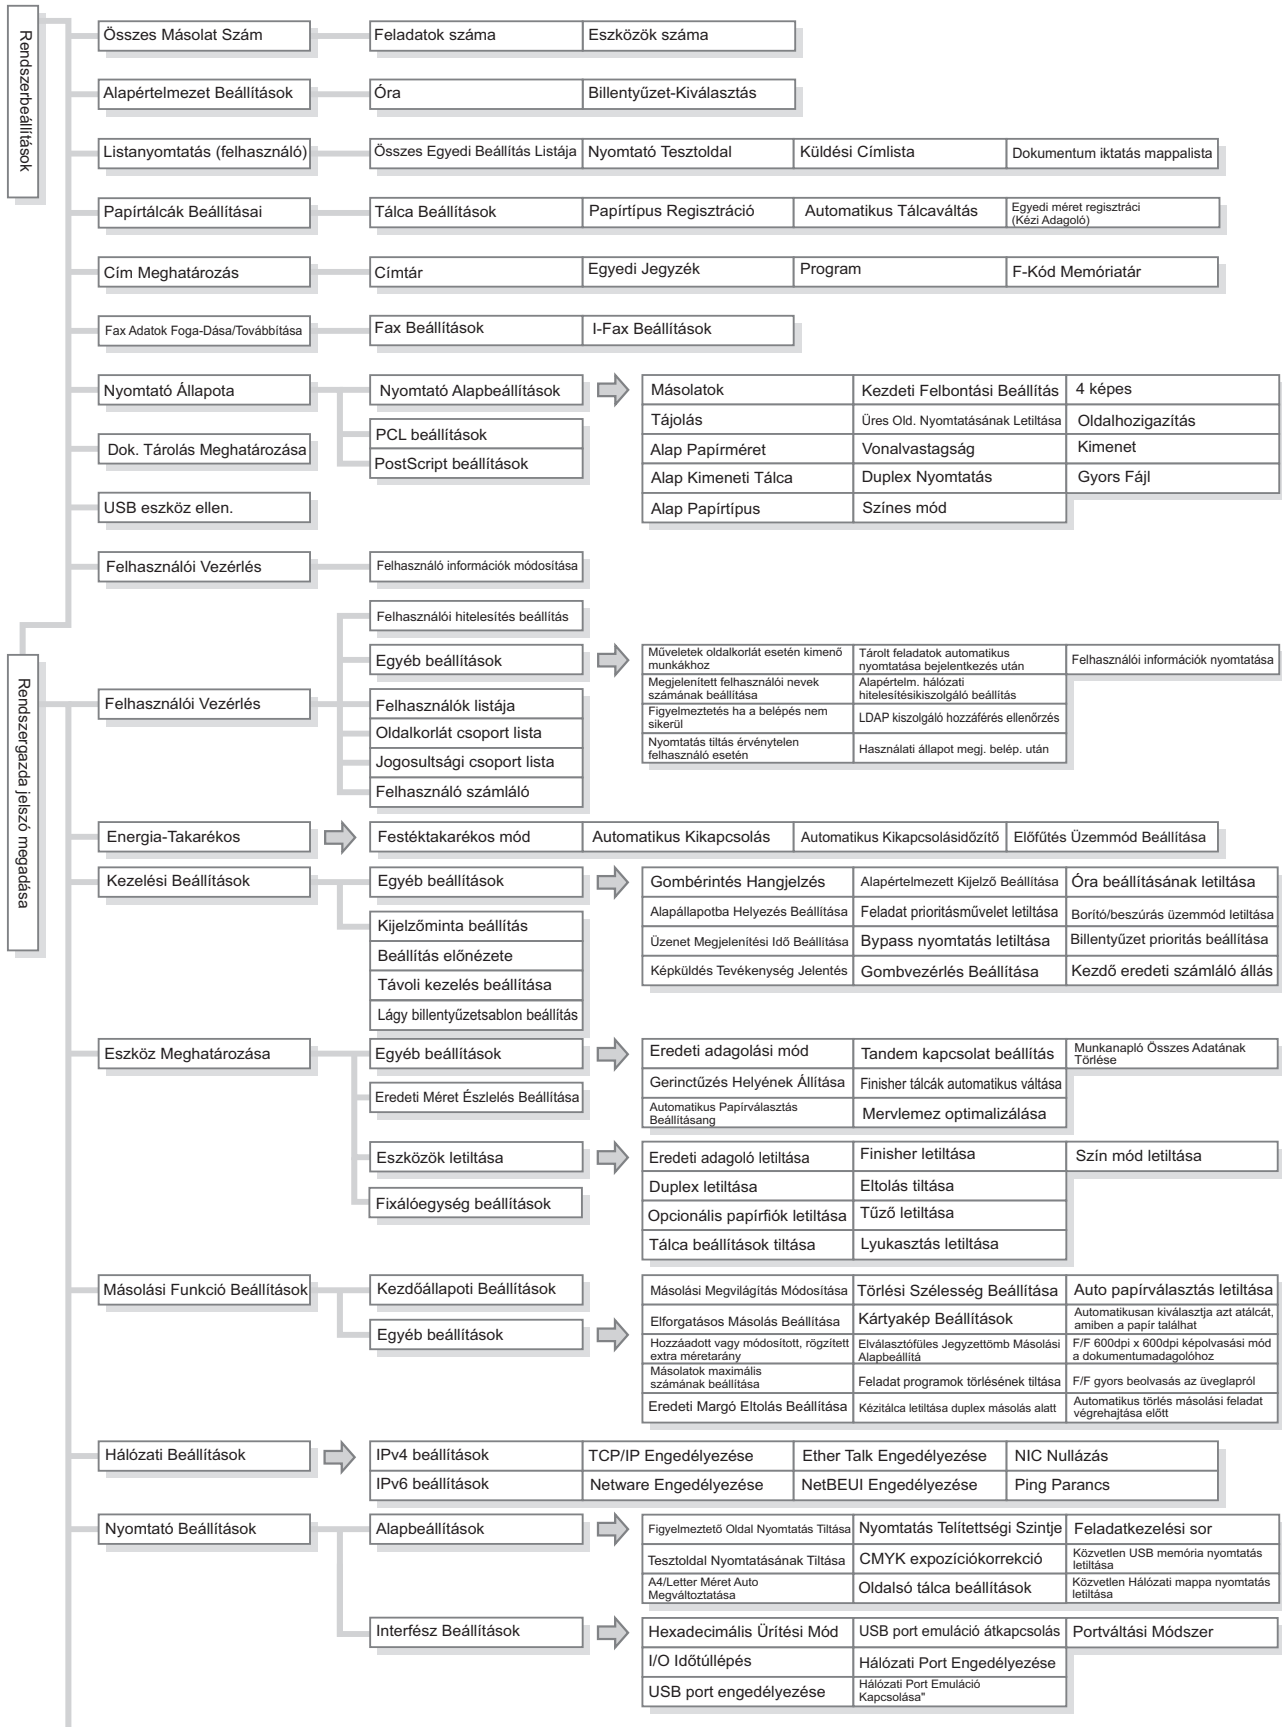 Rendszerbeállítások
Összes Másolat Szám
Feladatok száma
Eszközök száma
Alapértelmezet Beállítások
Óra
Billentyűzet-Kiválasztás
Listanyomtatás (felhasználó)
Összes Egyedi Beállítás Listája
Nyomtató Tesztoldal
Küldési Címlista
Dokumentum iktatás mappalista
Papírtálcák Beállításai
Tálca Beállítások
Papírtípus Regisztráció
Automatikus Tálcaváltás
Egyedi méret regisztráci
(Kézi Adagoló)
Cím Meghatározás
Címtár
Egyedi Jegyzék
Program
F-Kód Memóriatár
Fax Adatok Foga-Dása/Továbbítása
Fax Beállítások
I-Fax Beállítások
Nyomtató Állapota
Nyomtató Alapbeállítások
Másolatok
Kezdeti Felbontási Beállítás
4 képes
Tájolás
Üres Old. Nyomtatásának Letiltása
Oldalhozigazítás
PCL beállítások
Dok. Tárolás Meghatározása
Alap Papírméret
Vonalvastagság
Kimenet
PostScript beállítások
Alap Kimeneti Tálca
Duplex Nyomtatás
Gyors Fájl
USB eszköz ellen.
Alap Papírtípus
Színes mód
Felhasználói Vezérlés
Felhasználó információk módosítása
Rendszergazda jelszó megadása
Felhasználói Vezérlés
Felhasználói hitelesítés beállítás
Egyéb beállítások
Műveletek oldalkorlát esetén kimenő
munkákhoz
Tárolt feladatok automatikus
nyomtatása bejelentkezés után
Felhasználói információk nyomtatása
Megjelenített felhasználói nevek
számának beállítása
Alapértelm. hálózati
hitelesítésikiszolgáló beállítás
Figyelmeztetés ha a belépés nem
sikerül
LDAP kiszolgáló hozzáférés ellenőrzés
Nyomtatás tiltás érvénytelen
felhasználó esetén
Használati állapot megj. belép. után
Felhasználók listája
Oldalkorlát csoport lista
Jogosultsági csoport lista
Felhasználó számláló
Energia-Takarékos
Festéktakarékos mód
Automatikus Kikapcsolás
Automatikus Kikapcsolásidőzítő
Előfűtés Üzemmód Beállítása
Kezelési Beállítások
Egyéb beállítások
Gombérintés Hangjelzés
Alapértelmezett Kijelző Beállítása
Óra beállításának letiltása
Alapállapotba Helyezés Beállítása
Feladat prioritásművelet letiltása
Borító/beszúrás üzemmód letiltása
Üzenet Megjelenítési Idő Beállítása
Bypass nyomtatás letiltása
Billentyűzet prioritás beállítása
Képküldés Tevékenység Jelentés
Gombvezérlés Beállítása
Kezdő eredeti számláló állás
Kijelzőminta beállítás
Beállítás előnézete
Távoli kezelés beállítása
Lágy billentyűzetsablon beállítás
Eszköz Meghatározása
Egyéb beállítások
Eredeti adagolási mód
Tandem kapcsolat beállítás
Munkanapló Összes Adatának
Törlése
Gerinctűzés Helyének Állítása
Finisher tálcák automatikus váltása
Automatikus Papírválasztás
Beállításang
Mervlemez optimalizálása
Eredeti Méret Észlelés Beállítása
Eszközök letiltása
Eredeti adagoló letiltása
Finisher letiltása
Szín mód letiltása
Duplex letiltása
Eltolás tiltása
Opcionális papírfiók letiltása
Tűző letiltása
Tálca beállítások tiltása
Lyukasztás letiltása
Fixálóegység beállítások
Másolási Funkció Beállítások
Kezdőállapoti Beállítások
Egyéb beállítások
Másolási Megvilágítás Módosítása
Törlési Szélesség Beállítása
Auto papírválasztás letiltása
Elforgatásos Másolás Beállítása
Kártyakép Beállítások
Automatikusan kiválasztja azt atálcát,
amiben a papír találhat
Hozzáadott vagy módosított, rögzített
extra méretarány
Elválasztófüles Jegyzettömb Másolási
Alapbeállítá
F/F 600dpi x 600dpi képolvasási mód
a dokumentumadagolóhoz
Másolatok maximális
számának beállítása
Feladat programok törlésének tiltása
F/F gyors beolvasás az üveglapról
Eredeti Margó Eltolás Beállítása
Kézitálca letiltása duplex másolás alatt
Automatikus törlés másolási feladat
végrehajtása előtt
Hálózati Beállítások
IPv4 beállítások
TCP/IP Engedélyezése
Ether Talk Engedélyezése
NIC Nullázás
IPv6 beállítások
Netware Engedélyezése
NetBEUI Engedélyezése
Ping Parancs
Nyomtató Beállítások
Alapbeállítások
Figyelmeztető Oldal Nyomtatás Tiltása
Nyomtatás Telítettségi Szintje
Feladatkezelési sor
Tesztoldal Nyomtatásának Tiltása
CMYK expozíciókorrekció
Közvetlen USB memória nyomtatás
letiltása
A4/Letter Méret Auto
Megváltoztatása
Oldalsó tálca beállítások
Közvetlen Hálózati mappa nyomtatás
letiltása
Interfész Beállítások
Hexadecimális Ürítési Mód
USB port emuláció átkapcsolás
Portváltási Módszer
I/O Időtúllépés
Hálózati Port Engedélyezése
USB port engedélyezése
Hálózati Port Emuláció
Kapcsolása"